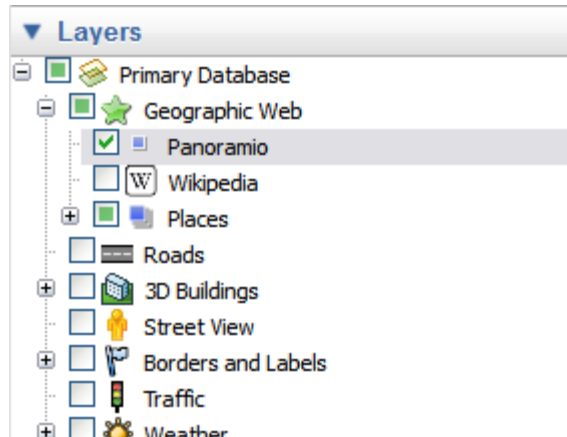 Layers
Primary Database
Geographic Web
Panoramio
W Wikipedia
Places
Roads
3D Buildings
Street View
Borders and Labels
Traffic
Weather